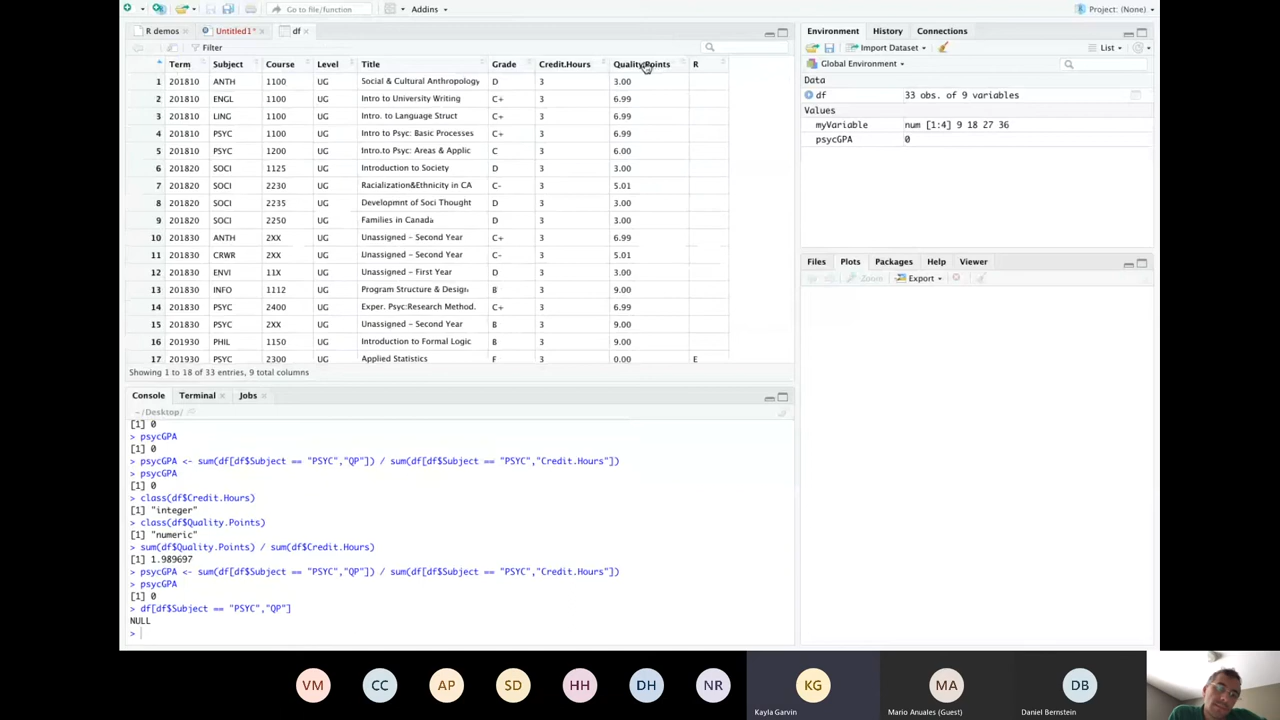 Go to file/function
Addins
Project: (None)
R demos
Untitled1*
df
Filter
Term Subject Course Level Title Grade Credit.Hours Quality.Points R
1 201810 ANTH 1100 UG Social & Cultural Anthropology D 3 3.00
2 201810 ENGL 1100 UG Intro to University Writing C+ 3 6.99
3 201810 LING 1100 UG Intro. to Language Struct C+ 3 6.99
4 201810 PSYC 1100 UG Intro to Psyc: Basic Processes C+ 3 6.99
5 201810 PSYC 1200 UG Intro.to Psyc: Areas & Applic C 3 6.00
6 201820 SOCI 1125 UG Introduction to Society D 3 3.00
7 201820 SOCI 2230 UG Racialization&Ethnicity in CA C- 3 5.01
8 201820 SOCI 2235 UG Developmnt of Soci Thought D 3 3.00
9 201820 SOCI 2250 UG Families in Canada D 3 3.00
10 201830 ANTH 2XX UG Unassigned - Second Year C+ 3 6.99
11 201830 CRWR 2XX UG Unassigned - Second Year C- 3 5.01
12 201830 ENVI 11X UG Unassigned - First Year D 3 3.00
13 201830 INFO 1112 UG Program Structure & Design B 3 9.00
14 201830 PSYC 2400 UG Exper. Psyc:Research Method. C+ 3 6.99
15 201830 PSYC 2XX UG Unassigned - Second Year B 3 9.00
16 201930 PHIL 1150 UG Introduction to Formal Logic B 3 9.00
17 201930 PSYC 2300 UG Applied Statistics F 3 0.00 E
Showing 1 to 18 of 33 entries, 9 total columns
Console Terminal Jobs
~/Desktop/
[1] 0
> psycGPA
[1] 0
> psycGPA <- sum(df[df$Subject == "PSYC","QP"]) / sum(df[df$Subject == "PSYC","Credit.Hours"])
> psycGPA
[1] 0
> class(df$Credit.Hours)
[1] "integer"
> class(df$Quality.Points)
[1] "numeric"
> sum(df$Quality.Points) / sum(df$Credit.Hours)
[1] 1.989697
> psycGPA <- sum(df[df$Subject == "PSYC","QP"]) / sum(df[df$Subject == "PSYC","Credit.Hours"])
> psycGPA
[1] 0
> df[df$Subject == "PSYC","QP"]
NULL
>
Environment History Connections
Import Dataset
List
Global Environment
Data
df 33 obs. of 9 variables
Values
myVariable num [1:4] 9 18 27 36
psycGPA 0
Files Plots Packages Help Viewer
Zoom Export
VM CC AP SD HH DH NR KG MA DB
Kayla Garvin
Mario Anuales (Guest)
Daniel Bernstein